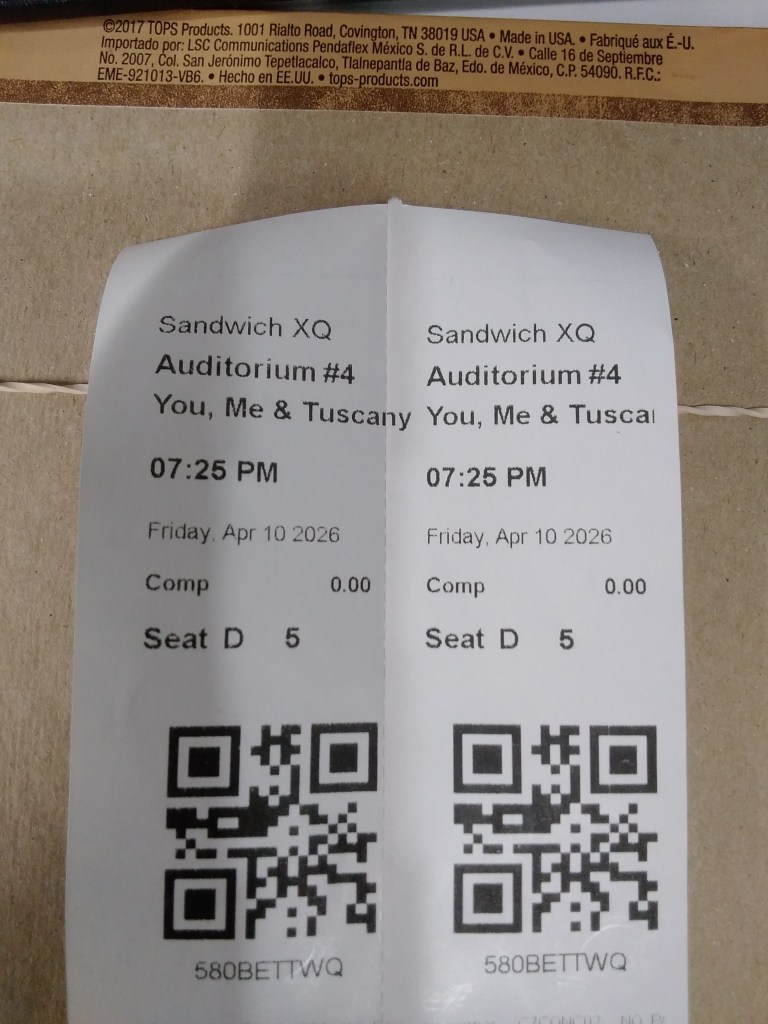 ©2017 TOPS Products. 1001 Rialto Road, Covington, TN 38019 USA • Made in USA. • Fabriqué aux É.-U.
Importado por: LSC Communications Pendaflex México S. de R.L. de C.V. • Calle 16 de Septiembre
No. 2007, Col. San Jerónimo Tepetlacalco, Tlalnepantla de Baz, Edo. de México, C.P. 54090. R.F.C.:
EME-921013-VB6. • Hecho en EE.UU. • tops-products.com
Sandwich XQ
Auditorium #4
You, Me & Tuscany
07:25 PM
Friday, Apr 10 2026
Comp 0.00
Seat D 5
580BETTWQ
Sandwich XQ
Auditorium #4
You, Me & Tusca
07:25 PM
Friday, Apr 10 2026
Comp 0.00
Seat D 5
580BETTWQ